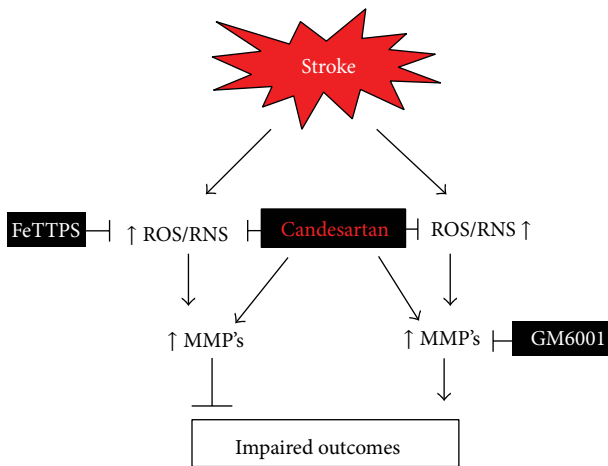 Stroke
FeTTPS
↑ ROS/RNS
Candesartan
ROS/RNS ↑
↑ MMP's
↑ MMP's
GM6001
Impaired outcomes